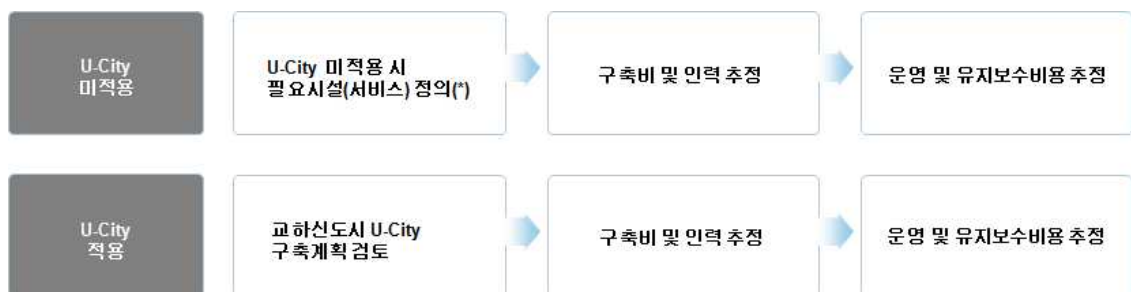 U-City
미적용
U-City 미적용 시
필요시설(서비스) 정의(*)
구축비 및 인력 추정
운영 및 유지보수비용 추정
U-City
적용
교하신도시 U-City
구축계획 검토
구축비 및 인력 추정
운영 및 유지보수비용 추정